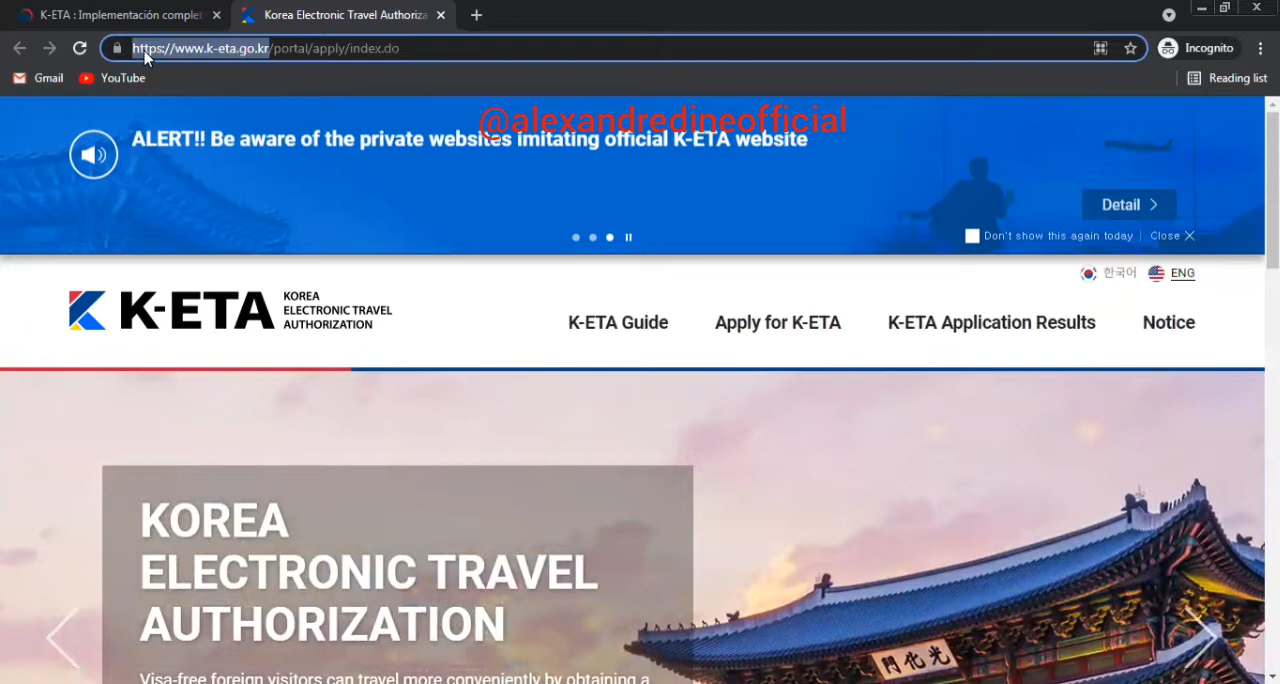 K-ETA : Implementación complet
Korea Electronic Travel Authoriza
https://www.k-eta.go.kr/portal/apply/index.do
Incognito
Gmail
YouTube
Reading list
@alexandredineofficial
ALERT!! Be aware of the private websites imitating official K-ETA website
Detail
Don't show this again today
Close
한국어
ENG
K-ETA
KOREA
ELECTRONIC TRAVEL
AUTHORIZATION
K-ETA Guide
Apply for K-ETA
K-ETA Application Results
Notice
KOREA
ELECTRONIC TRAVEL
AUTHORIZATION
Visa-free foreign visitors can travel more conveniently by obtaining a
光化門